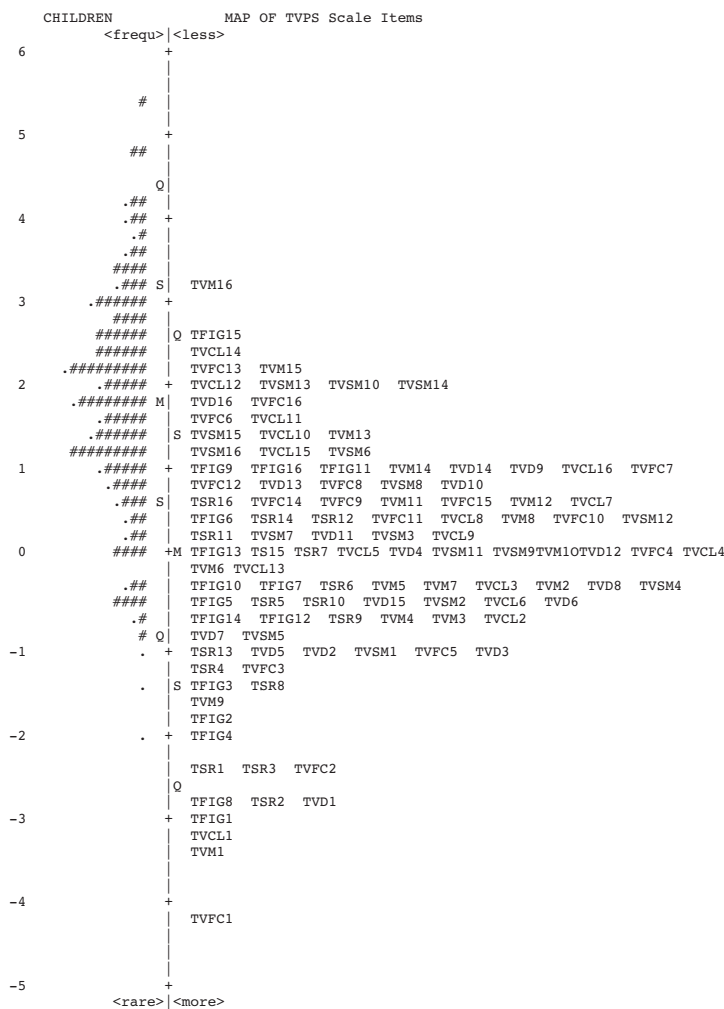 CHILDREN MAP OF TVPS Scale Items
<frequ>|<less>
6 +
|
|
# |
|
5 +
## |
|
Q|
.## |
4 .## +
.# |
.## |
#### |
.### S| TVM16
3 .###### +
#### |
###### |Q TFIG15
###### | TVCL14
.######### | TVFC13 TVM15
2 .##### + TVCL12 TVSM13 TVSM10 TVSM14
.######## M| TVD16 TVFC16
.##### | TVFC6 TVCL11
.###### |S TVSM15 TVCL10 TVM13
######### | TVSM16 TVCL15 TVSM6
1 .##### + TFIG9 TFIG16 TFIG11 TVM14 TVD14 TVD9 TVCL16 TVFC7
.#### | TVFC12 TVD13 TVFC8 TVSM8 TVD10
.### S| TSR16 TVFC14 TVFC9 TVM11 TVFC15 TVM12 TVCL7
.## | TFIG6 TSR14 TSR12 TVFC11 TVCL8 TVM8 TVFC10 TVSM12
.## | TSR11 TVSM7 TVD11 TVSM3 TVCL9
0 #### +M TFIG13 TS15 TSR7 TVCL5 TVD4 TVSM11 TVSM9TVM1OTVD12 TVFC4 TVCL4
| TVM6 TVCL13
.## | TFIG10 TFIG7 TSR6 TVM5 TVM7 TVCL3 TVM2 TVD8 TVSM4
#### | TFIG5 TSR5 TSR10 TVD15 TVSM2 TVCL6 TVD6
.# | TFIG14 TFIG12 TSR9 TVM4 TVM3 TVCL2
# Q| TVD7 TVSM5
-1 . + TSR13 TVD5 TVD2 TVSM1 TVFC5 TVD3
| TSR4 TVFC3
. |S TFIG3 TSR8
| TVM9
| TFIG2
-2 . + TFIG4
|
| TSR1 TSR3 TVFC2
|Q
| TFIG8 TSR2 TVD1
-3 + TFIG1
| TVCL1
| TVM1
|
|
-4 +
| TVFC1
|
|
|
-5 +
<rare>|<more>